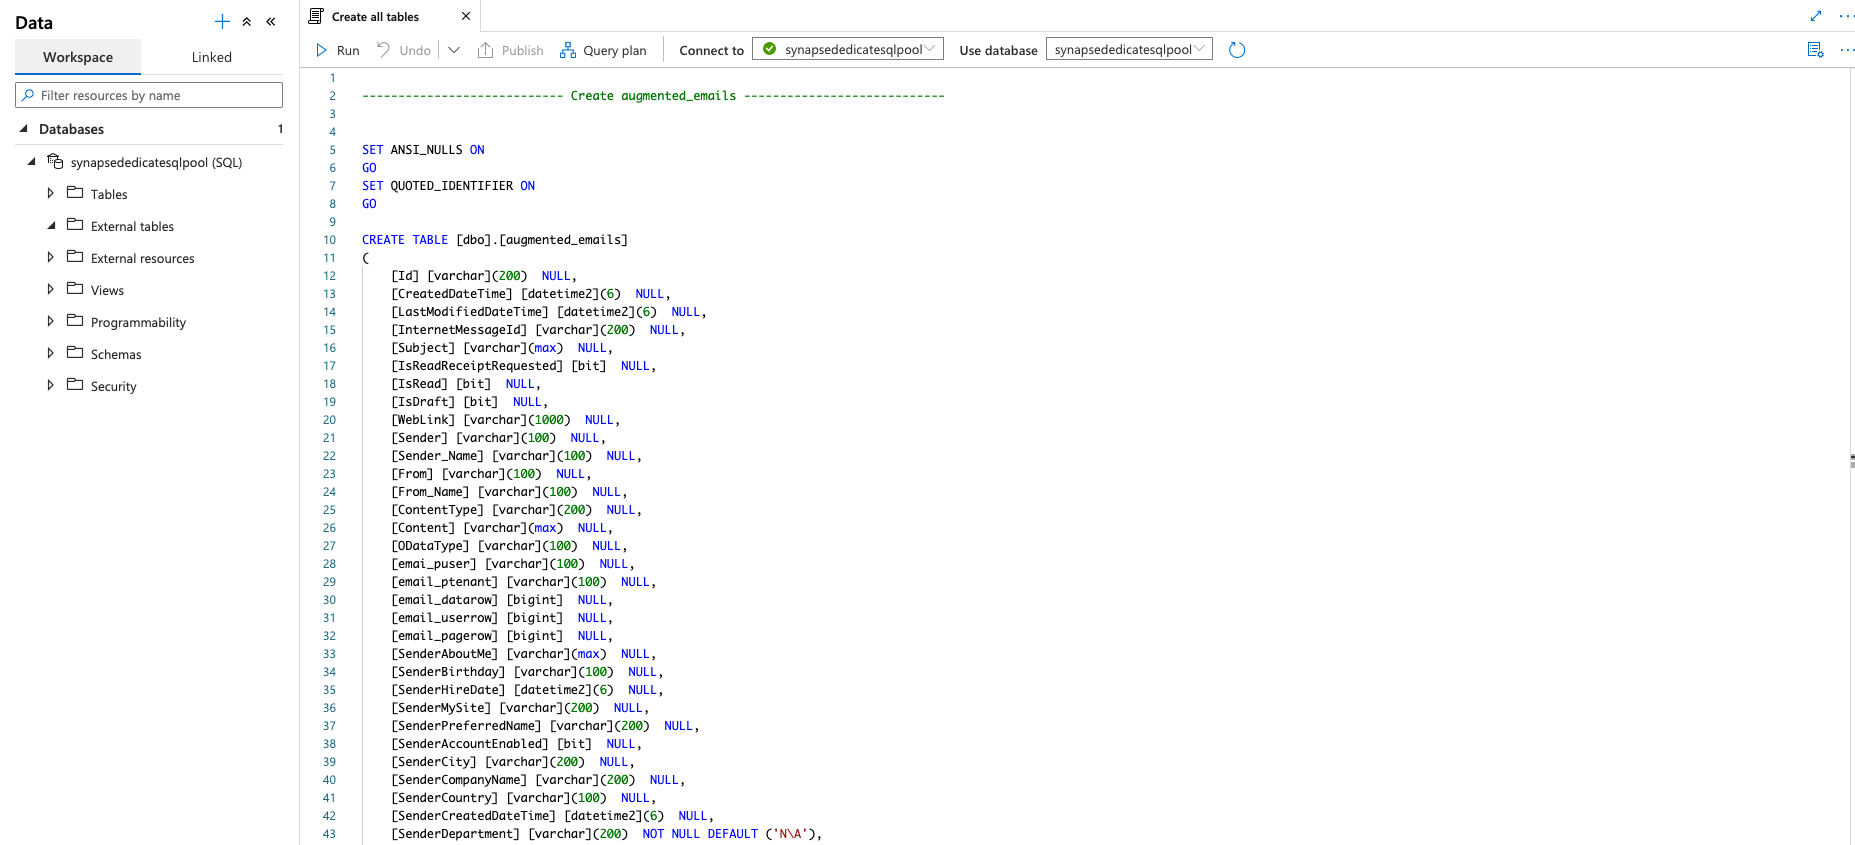 Data
Workspace
Linked
Filter resources by name
Databases
1
synapsededicatesqlpool (SQL)
Tables
External tables
External resources
Views
Programmability
Schemas
Security
Create all tables
Run
Undo
Publish
Query plan
Connect to
synapsededicatesqlpool
Use database
synapsededicatesqlpool
1
2 ---------------------------- Create augmented_emails ----------------------------
3
4
5 SET ANSI_NULLS ON
6 GO
7 SET QUOTED_IDENTIFIER ON
8 GO
9
10 CREATE TABLE [dbo].[augmented_emails]
11 (
12 [Id] [varchar](200)  NULL,
13 [CreatedDateTime] [datetime2](6)  NULL,
14 [LastModifiedDateTime] [datetime2](6)  NULL,
15 [InternetMessageId] [varchar](200)  NULL,
16 [Subject] [varchar](max)  NULL,
17 [IsReadReceiptRequested] [bit]  NULL,
18 [IsRead] [bit]  NULL,
19 [IsDraft] [bit]  NULL,
20 [WebLink] [varchar](1000)  NULL,
21 [Sender] [varchar](100)  NULL,
22 [Sender_Name] [varchar](100)  NULL,
23 [From] [varchar](100)  NULL,
24 [From_Name] [varchar](100)  NULL,
25 [ContentType] [varchar](200)  NULL,
26 [Content] [varchar](max)  NULL,
27 [ODataType] [varchar](100)  NULL,
28 [emai_puser] [varchar](100)  NULL,
29 [email_ptenant] [varchar](100)  NULL,
30 [email_datarow] [bigint]  NULL,
31 [email_userrow] [bigint]  NULL,
32 [email_pagerow] [bigint]  NULL,
33 [SenderAboutMe] [varchar](max)  NULL,
34 [SenderBirthday] [varchar](100)  NULL,
35 [SenderHireDate] [datetime2](6)  NULL,
36 [SenderMySite] [varchar](200)  NULL,
37 [SenderPreferredName] [varchar](200)  NULL,
38 [SenderAccountEnabled] [bit]  NULL,
39 [SenderCity] [varchar](200)  NULL,
40 [SenderCompanyName] [varchar](200)  NULL,
41 [SenderCountry] [varchar](100)  NULL,
42 [SenderCreatedDateTime] [datetime2](6)  NULL,
43 [SenderDepartment] [varchar](200)  NOT NULL DEFAULT ('N\A'),